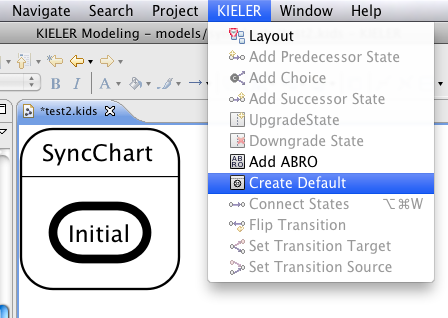 Navigate Search Project KIELER Window Help
KIELER Modeling – models/
B I A
*test2.kids
SyncChart
Initial
Layout
Add Predecessor State
Add Choice
Add Successor State
UpgradeState
Downgrade State
Add ABRO
Create Default
Connect States ⌥⌘W
Flip Transition
Set Transition Target
Set Transition Source